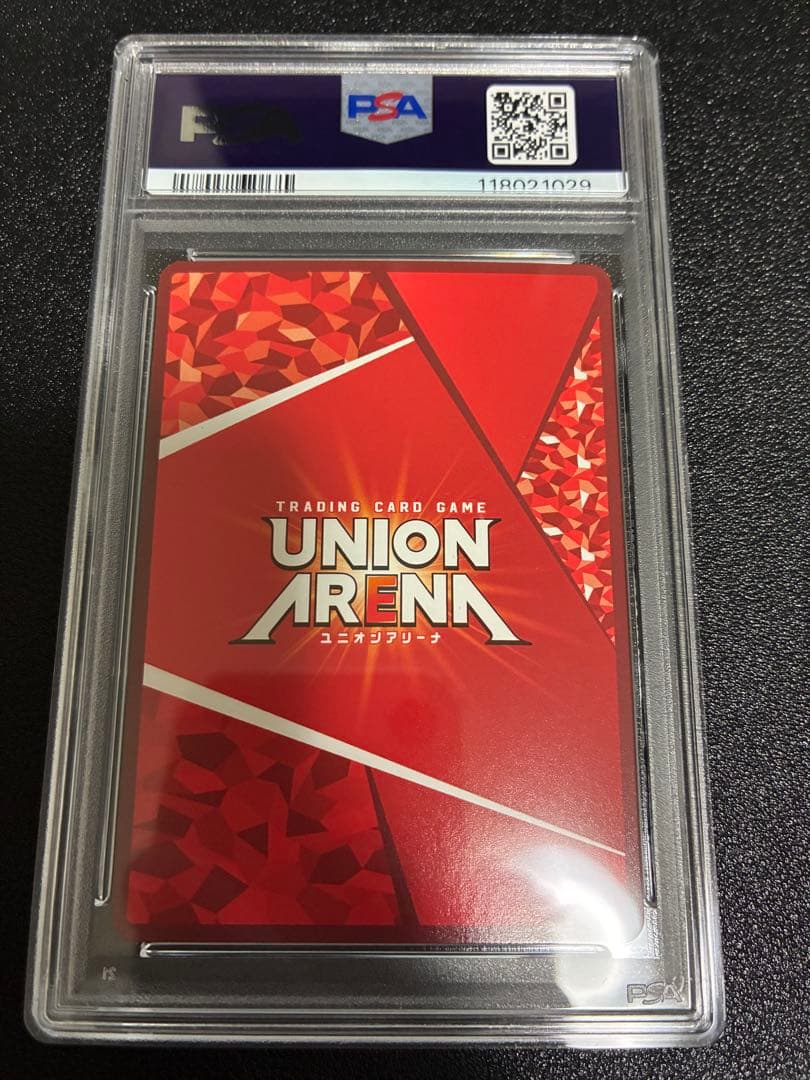 PSA
PSA
118021029
TRADING CARD GAME
UNION
ARENA
ユニオンアリーナ
PSA